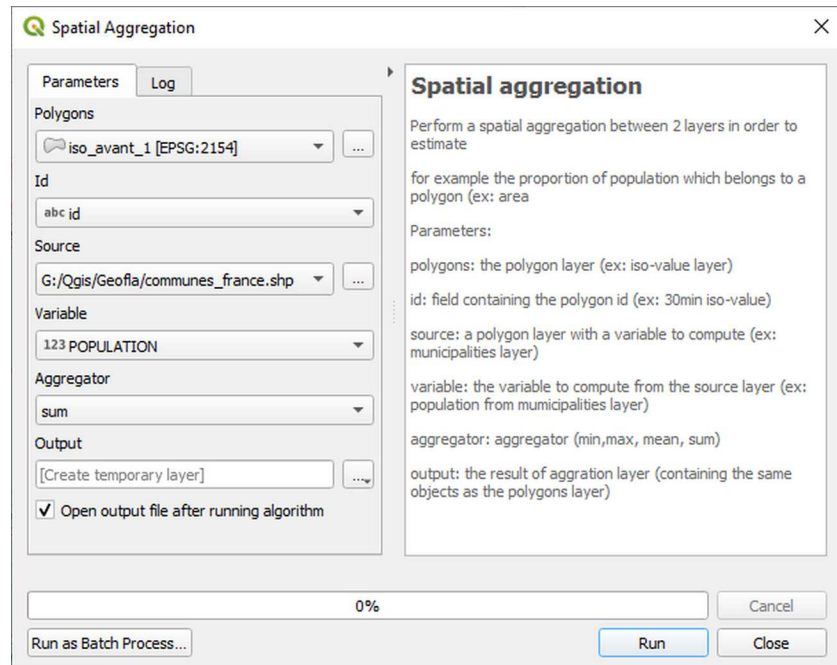 Spatial Aggregation
Parameters
Log
Polygons
iso_avant_1 [EPSG:2154]
...
Id
abc id
Source
G:/Qgis/Geofla/communes_france.shp
...
Variable
123 POPULATION
Aggregator
sum
Output
[Create temporary layer]
...
Open output file after running algorithm
Spatial aggregation
Perform a spatial aggregation between 2 layers in order to
estimate
for example the proportion of population which belongs to a
polygon (ex: area
Parameters:
polygons: the polygon layer (ex: iso-value layer)
id: field containing the polygon id (ex: 30min iso-value)
source: a polygon layer with a variable to compute (ex:
municipalities layer)
variable: the variable to compute from the source layer (ex:
population from mumicipalities layer)
aggregator: aggregator (min,max, mean, sum)
output: the result of aggration layer (containing the same
objects as the polygons layer)
0%
Cancel
Run as Batch Process...
Run
Close